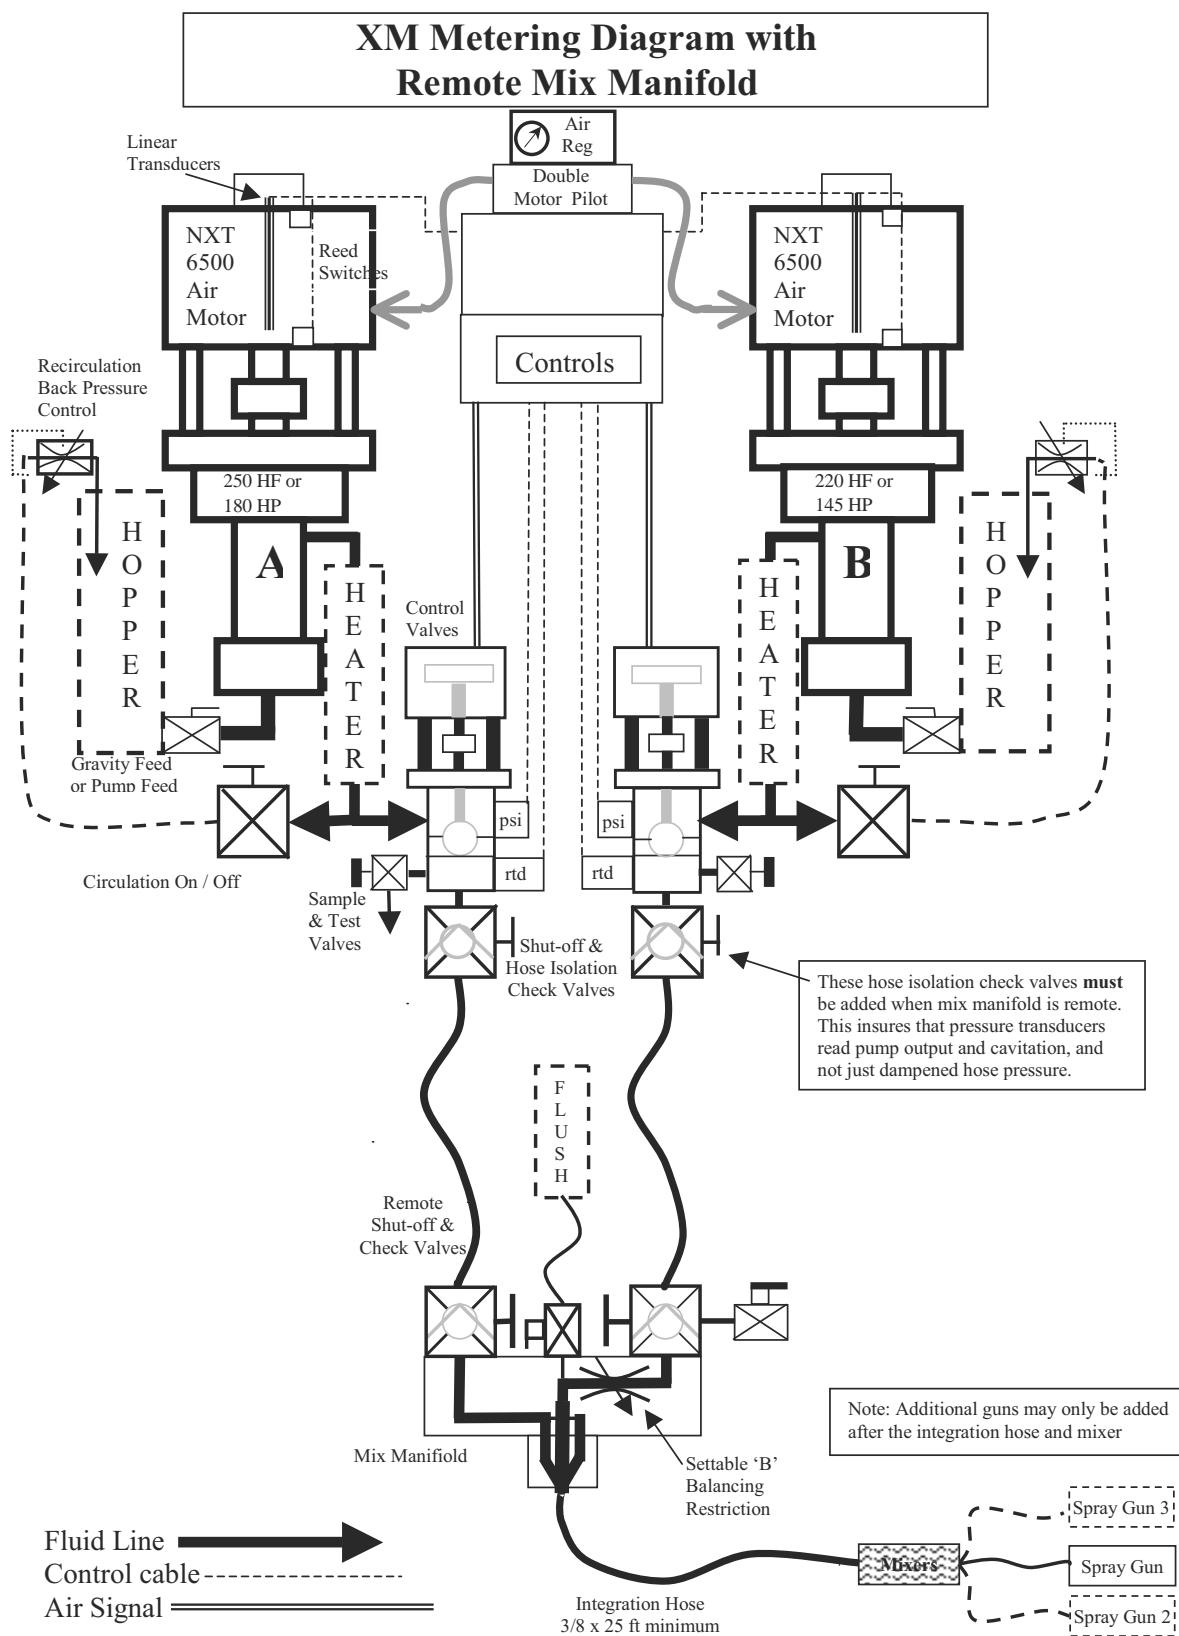 XM Metering Diagram with
Remote Mix Manifold
Air
Reg
Linear
Transducers
Double
Motor Pilot
NXT
6500
Air
Motor
Reed
Switches
NXT
6500
Air
Motor
Controls
Recirculation
Back Pressure
Control
250 HF or
180 HP
220 HF or
145 HP
HOPPER
A
HEATER
Control
Valves
HEATER
B
HOPPER
Gravity Feed
or Pump Feed
psi
psi
rtd
rtd
Circulation On / Off
Sample
& Test
Valves
Shut-off &
Hose Isolation
Check Valves
These hose isolation check valves must
be added when mix manifold is remote.
This insures that pressure transducers
read pump output and cavitation, and
not just dampened hose pressure.
FLUSH
Remote
Shut-off &
Check Valves
Mix Manifiold
Settable ‘B’
Balancing
Restriction
Note: Additional guns may only be added
after the integration hose and mixer
Spray Gun 3
Mixers
Spray Gun
Spray Gun 2
Integration Hose
3/8 x 25 ft minimum
Fluid Line
Control cable
Air Signal